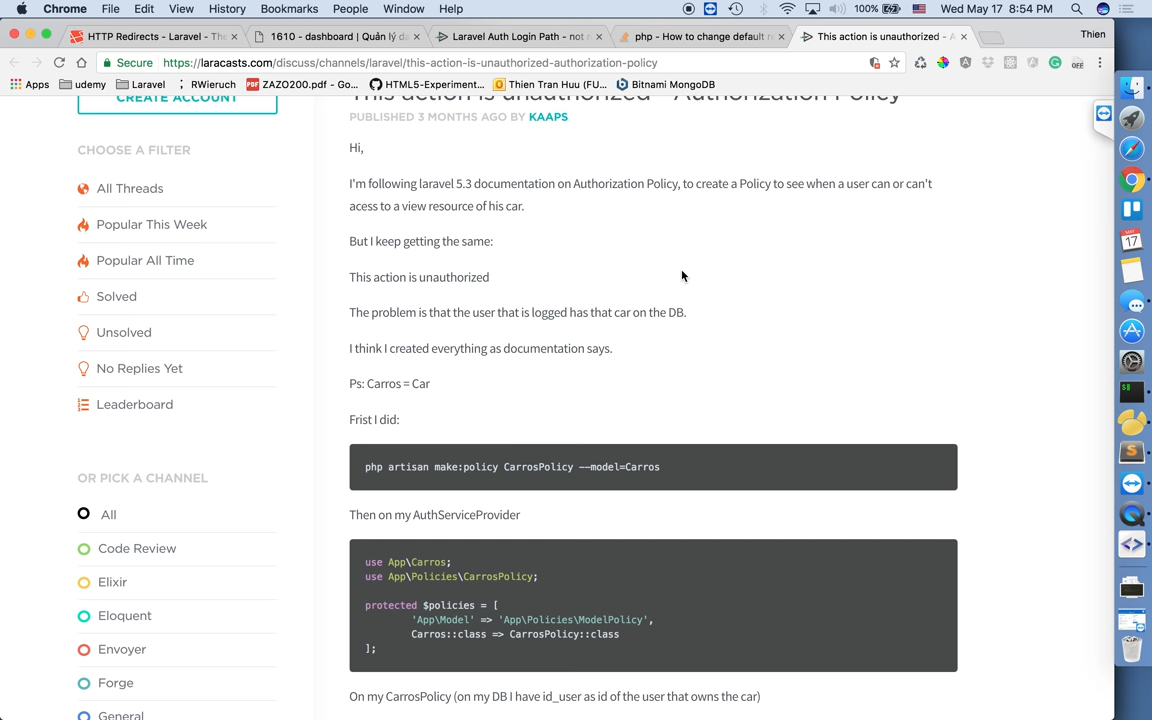 Chrome File Edit View History Bookmarks People Window Help
100% Wed May 17 8:54 PM
HTTP Redirects - Laravel - The
1610 - dashboard | Quản lý dá
Laravel Auth Login Path - not r
php - How to change default r
This action is unauthorized - A
Thien
Secure https://laracasts.com/discuss/channels/laravel/this-action-is-unauthorized-authorization-policy
OFF
Apps udemy Laravel RWieruch ZAZO200.pdf - Go... HTML5-Experiment... Thien Tran Huu (FU... Bitnami MongoDB
CREATE ACCOUNT
CHOOSE A FILTER
All Threads
Popular This Week
Popular All Time
Solved
Unsolved
No Replies Yet
Leaderboard
OR PICK A CHANNEL
All
Code Review
Elixir
Eloquent
Envoyer
Forge
General
This action is unauthorized - Authorization Policy
PUBLISHED 3 MONTHS AGO BY KAAPS
Hi,
I'm following laravel 5.3 documentation on Authorization Policy, to create a Policy to see when a user can or can't
acess to a view resource of his car.
But I keep getting the same:
This action is unauthorized
The problem is that the user that is logged has that car on the DB.
I think I created everything as documentation says.
Ps: Carros = Car
Frist I did:
php artisan make:policy CarrosPolicy --model=Carros
Then on my AuthServiceProvider
use App\Carros;
use App\Policies\CarrosPolicy;
protected $policies = [
'App\Model' => 'App\Policies\ModelPolicy',
Carros::class => CarrosPolicy::class
];
On my CarrosPolicy (on my DB I have id_user as id of the user that owns the car)
17